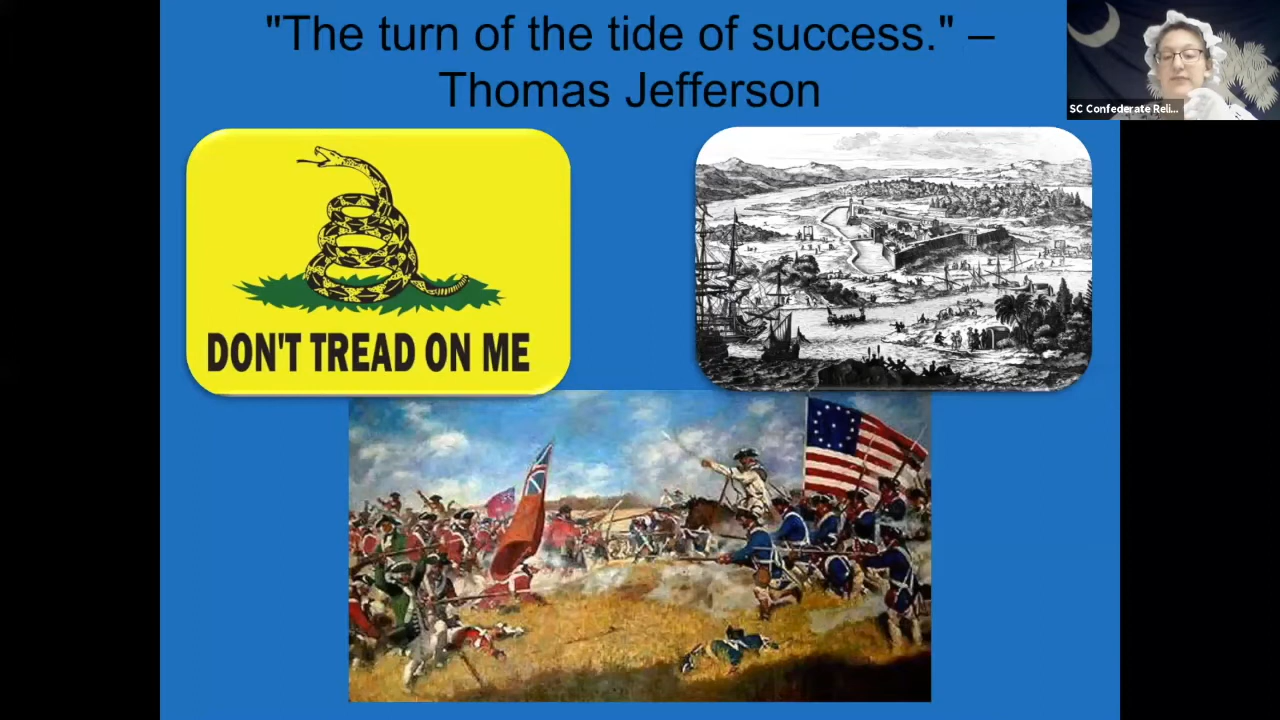 "The turn of the tide of success." –
Thomas Jefferson
SC Confederate Reli...
DON'T TREAD ON ME